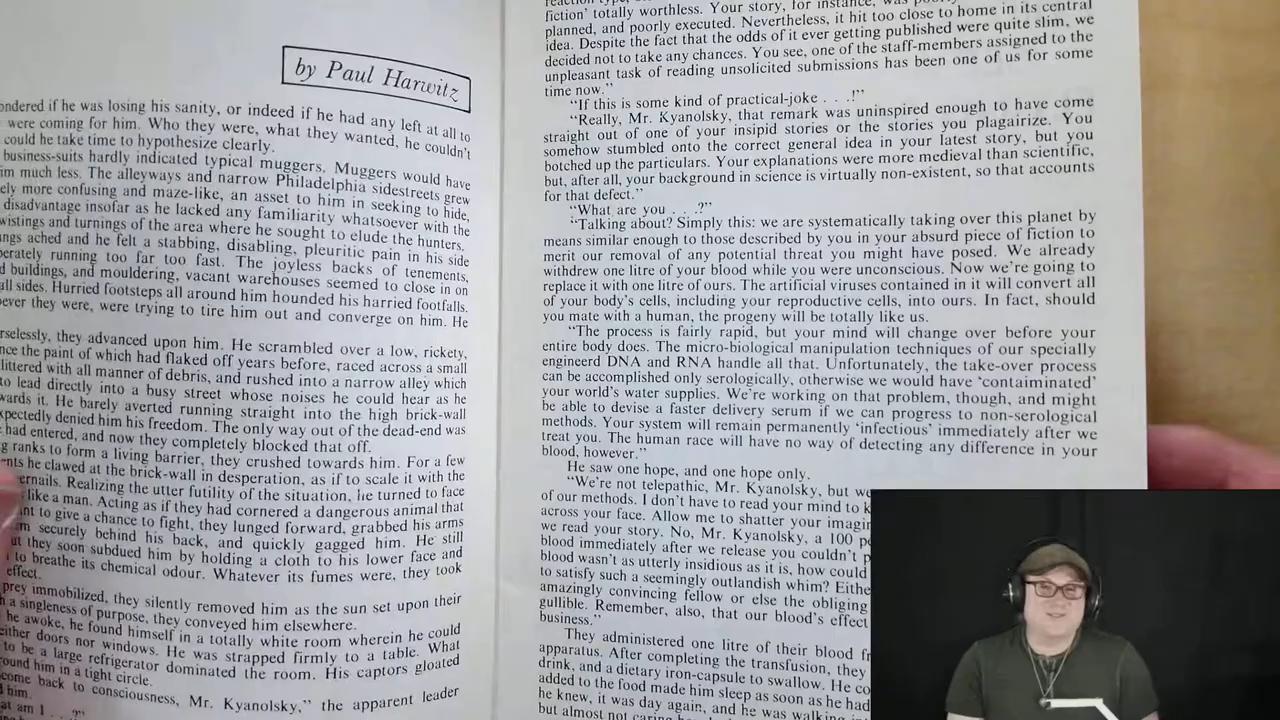 by Paul Harwitz
ondered if he was losing his sanity, or indeed if he had any left at all to
were coming for him. Who they were, what they wanted, he couldn't
could he take time to hypothesize clearly.
business-suits hardly indicated typical muggers. Muggers would have
im much less. The alleyways and narrow Philadelphia sidestreets grew
ely more confusing and maze-like, an asset to him in seeking to hide,
disadvantage insofar as he lacked any familiarity whatsoever with the
wistings and turnings of the area where he sought to elude the hunters.
ngs ached and he felt a stabbing, disabling, pleuritic pain in his side
perately running too far too fast. The joyless backs of tenements,
d buildings, and mouldering, vacant warehouses seemed to close in on
all sides. Hurried footsteps all around him hounded his harried footfalls.
ever they were, were trying to tire him out and converge on him. He
rselessly, they advanced upon him. He scrambled over a low, rickety,
nce the paint of which had flaked off years before, raced across a small
littered with all manner of debris, and rushed into a narrow alley which
to lead directly into a busy street whose noises he could hear as he
wards it. He barely averted running straight into the high brick-wall
xpectedly denied him his freedom. The only way out of the dead-end was
had entered, and now they completely blocked that off.
g ranks to form a living barrier, they crushed towards him. For a few
nts he clawed at the brick-wall in desperation, as if to scale it with the
ernails. Realizing the utter futility of the situation, he turned to face
like a man. Acting as if they had cornered a dangerous animal that
nt to give a chance to fight, they lunged forward, grabbed his arms
m securely behind his back, and quickly gagged him. He still
ut they soon subdued him by holding a cloth to his lower face and
to breathe its chemical odour. Whatever its fumes were, they took
effect.
prey immobilized, they silently removed him as the sun set upon their
h a singleness of purpose, they conveyed him elsewhere.
he awoke, he found himself in a totally white room wherein he could
either doors nor windows. He was strapped firmly to a table. What
to be a large refrigerator dominated the room. His captors gloated
ound him in a tight circle.
come back to consciousness, Mr. Kyanolsky," the apparent leader
d him.
at am I . . ?"
fiction' totally worthless. Your story, for instance, was
planned, and poorly executed. Nevertheless, it hit too close to home in its central
idea. Despite the fact that the odds of it ever getting published were quite slim, we
decided not to take any chances. You see, one of the staff-members assigned to the
unpleasant task of reading unsolicited submissions has been one of us for some
time now."
"If this is some kind of practical-joke . . .!"
"Really, Mr. Kyanolsky, that remark was uninspired enough to have come
straight out of one of your insipid stories or the stories you plagairize. You
somehow stumbled onto the correct general idea in your latest story, but you
botched up the particulars. Your explanations were more medieval than scientific,
but, after all, your background in science is virtually non-existent, so that accounts
for that defect."
"What are you . . .?"
"Talking about? Simply this: we are systematically taking over this planet by
means similar enough to those described by you in your absurd piece of fiction to
merit our removal of any potential threat you might have posed. We already
withdrew one litre of your blood while you were unconscious. Now we're going to
replace it with one litre of ours. The artificial viruses contained in it will convert all
of your body's cells, including your reproductive cells, into ours. In fact, should
you mate with a human, the progeny will be totally like us.
"The process is fairly rapid, but your mind will change over before your
entire body does. The micro-biological manipulation techniques of our specially
engineerd DNA and RNA handle all that. Unfortunately, the take-over process
can be accomplished only serologically, otherwise we would have 'contaiminated'
your world's water supplies. We're working on that problem, though, and might
be able to devise a faster delivery serum if we can progress to non-serological
methods. Your system will remain permanently 'infectious' immediately after we
treat you. The human race will have no way of detecting any difference in your
blood, however."
He saw one hope, and one hope only.
"We're not telepathic, Mr. Kyanolsky, but we
of our methods. I don't have to read your mind to k
across your face. Allow me to shatter your imagin
we read your story. No, Mr. Kyanolsky, a 100 pe
blood immediately after we release you couldn't p
blood wasn't as utterly insidious as it is, how could
to satisfy such a seemingly outlandish whim? Eithe
amazingly convincing fellow or else the obliging
gullible. Remember, also, that our blood's effect
business."
They administered one litre of their blood fr
apparatus. After completing the transfusion, they
drink, and a dietary iron-capsule to swallow. He co
added to the food made him sleep as soon as he had
he knew, it was day again, and he was walking
but almost not caring